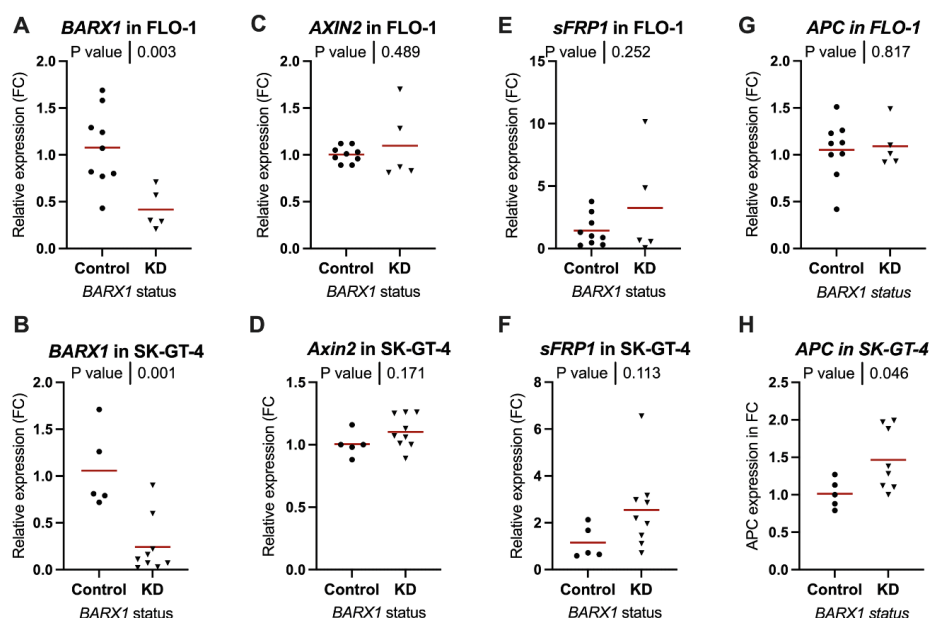 A
BARX1 in FLO-1
P value | 0.003
Relative expression (FC)
2.0
1.5
1.0
0.5
0.0
Control KD
BARX1 status
C
AXIN2 in FLO-1
P value | 0.489
Relative expression (FC)
2.0
1.5
1.0
0.5
0.0
Control KD
BARX1 status
E
sFRP1 in FLO-1
P value | 0.252
Relative expression (FC)
15
10
5
0
Control KD
BARX1 status
G
APC in FLO-1
P value | 0.817
Relative expression (FC)
2.0
1.5
1.0
0.5
0.0
Control KD
BARX1 status
B
BARX1 in SK-GT-4
P value | 0.001
Relative expression (FC)
2.0
1.5
1.0
0.5
0.0
Control KD
BARX1 status
D
Axin2 in SK-GT-4
P value | 0.171
Relative expression (FC
1.5
1.0
0.5
0.0
Control KD
BARX1 status
F
sFRP1 in SK-GT-4
P value | 0.113
Relative expression (FC)
8
6
4
2
0
Control KD
BARX1 status
H
APC in SK-GT-4
P value | 0.046
APC expression in FC
2.5
2.0
1.5
1.0
0.5
0.0
Control KD
BARX1 status